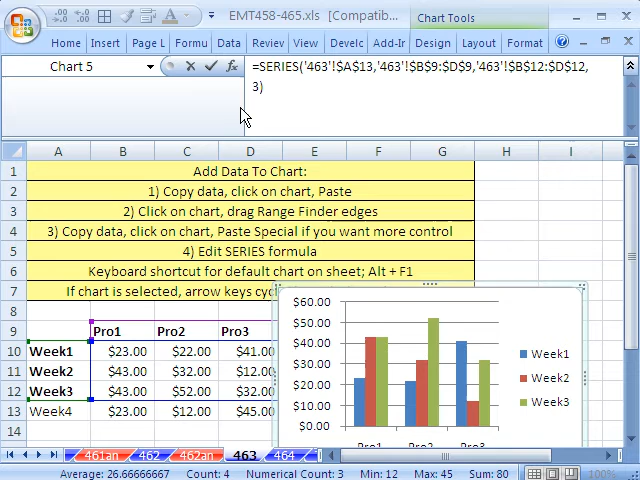 EMT458-465.xls [Compatibility... Chart Tools
Home Insert Page L Formu Data Reviev View Develc Add-Ir Design Layout Format
Chart 5 =SERIES('463'!$A$13,'463'!$B$9:$D$9,'463'!$B$12:$D$12,
3)
A B C D E F G H I
1 Add Data To Chart:
2 1) Copy data, click on chart, Paste
3 2) Click on chart, drag Range Finder edges
4 3) Copy data, click on chart, Paste Special if you want more control
5 4) Edit SERIES formula
6 Keyboard shortcut for default chart on sheet; Alt + F1
7 If chart is selected, arrow keys cyc
8
9 Pro1 Pro2 Pro3
10 Week1 $23.00 $22.00 $41.00
11 Week2 $43.00 $32.00 $12.00
12 Week3 $43.00 $52.00 $32.00
13 Week4 $23.00 $12.00 $45.00
14
$60.00
$50.00
$40.00
$30.00
$20.00
$10.00
$0.00
Pro1 Pro2 Pro3
Week1
Week2
Week3
461an 462 462an 463 464
Average: 26.66666667 Count: 4 Numerical Count: 3 Min: 12 Max: 45 Sum: 80 100%